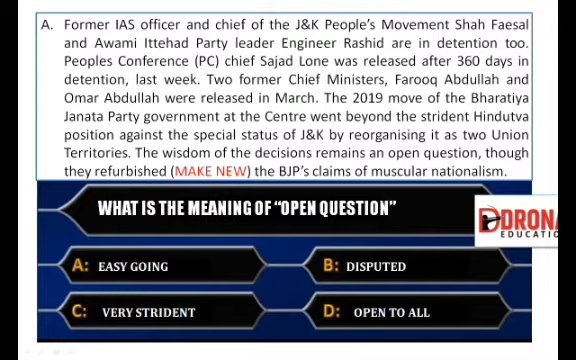 A. Former IAS officer and chief of the J&K People's Movement Shah Faesal
and Awami Ittehad Party leader Engineer Rashid are in detention too.
Peoples Conference (PC) chief Sajad Lone was released after 360 days in
detention, last week. Two former Chief Ministers, Farooq Abdullah and
Omar Abdullah were released in March. The 2019 move of the Bharatiya
Janata Party government at the Centre went beyond the strident Hindutva
position against the special status of J&K by reorganising it as two Union
Territories. The wisdom of the decisions remains an open question, though
they refurbished (MAKE NEW) the BJP's claims of muscular nationalism.
WHAT IS THE MEANING OF “OPEN QUESTION”
DRONA
EDUCATIO
A: EASY GOING
B: DISPUTED
C: VERY STRIDENT
D: OPEN TO ALL